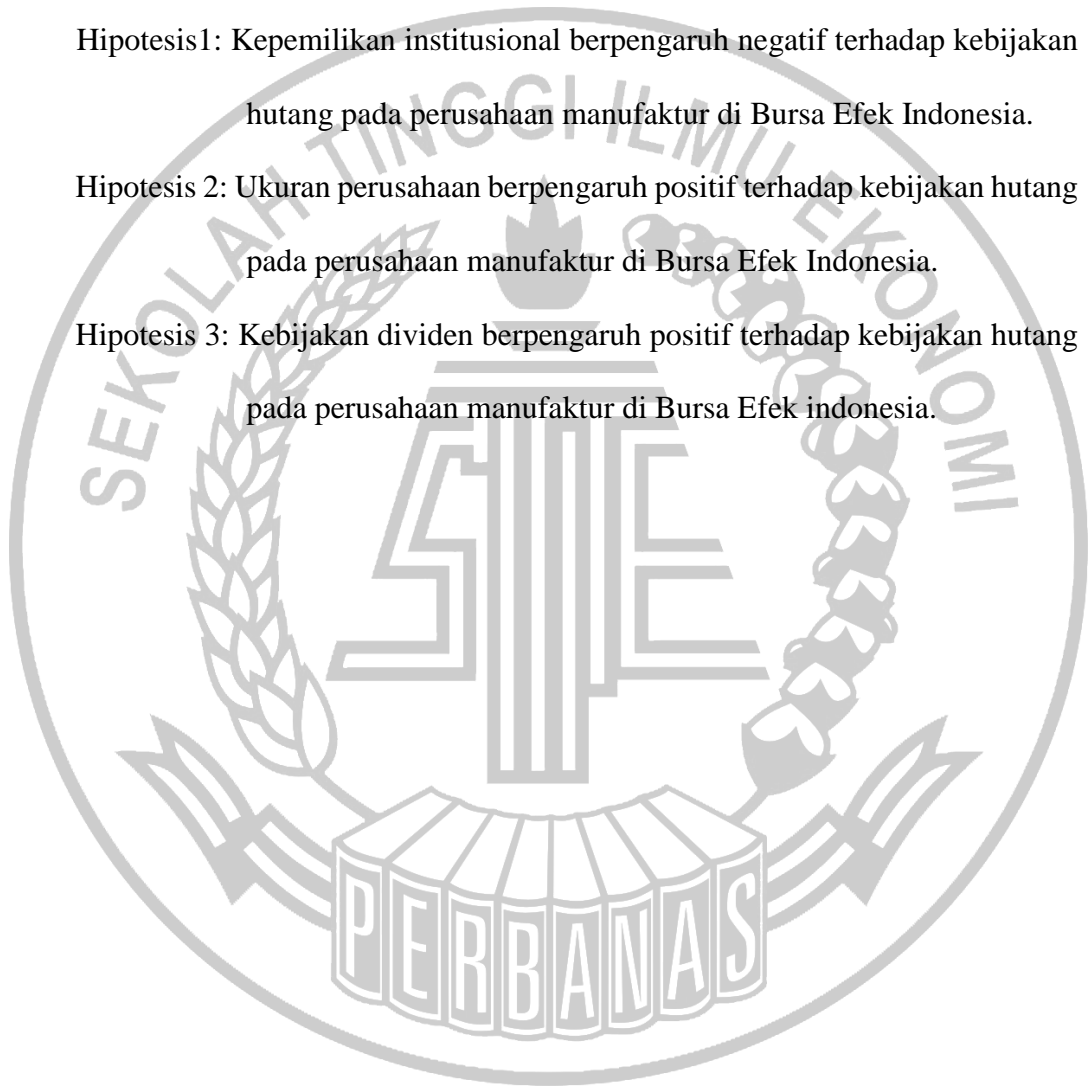 Hipotesis1: Kepemilikan institusional berpengaruh negatif terhadap kebijakan
hutang pada perusahaan manufaktur di Bursa Efek Indonesia.
Hipotesis 2: Ukuran perusahaan berpengaruh positif terhadap kebijakan hutang
pada perusahaan manufaktur di Bursa Efek Indonesia.
Hipotesis 3: Kebijakan dividen berpengaruh positif terhadap kebijakan hutang
pada perusahaan manufaktur di Bursa Efek indonesia.
SEKOLAH TINGGI ILMU EKONOMI
STIE
PERBANAS